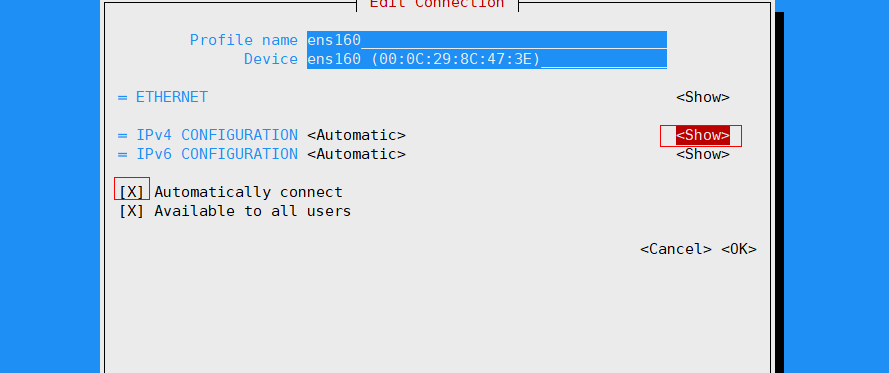 Edit Connection
Profile name ens160
Device ens160 (00:0C:29:8C:47:3E)
= ETHERNET <Show>
= IPv4 CONFIGURATION <Automatic> <Show>
= IPv6 CONFIGURATION <Automatic> <Show>
[X] Automatically connect
[X] Available to all users
<Cancel> <OK>